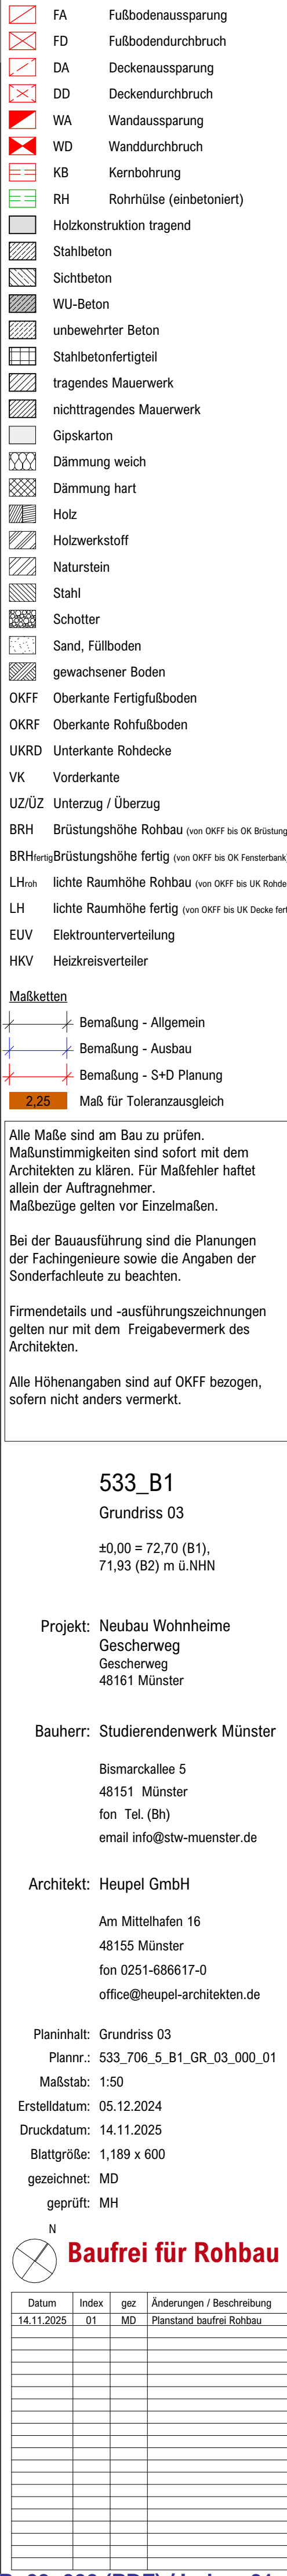 FA Fußbodenaussparung
FD Fußbodendurchbruch
DA Deckenaussparung
DD Deckendurchbruch
WA Wandaussparung
WD Wanddurchbruch
KB Kernbohrung
RH Rohrhülse (einbetoniert)
Holzkonstruktion tragend
Stahlbeton
Sichtbeton
WU-Beton
unbewehrter Beton
Stahlbetonfertigteil
tragendes Mauerwerk
nichttragendes Mauerwerk
Gipskarton
Dämmung weich
Dämmung hart
Holz
Holzwerkstoff
Naturstein
Stahl
Schotter
Sand, Füllboden
gewachsener Boden
OKFF Oberkante Fertigfußboden
OKRF Oberkante Rohfußboden
UKRD Unterkante Rohdecke
VK Vorderkante
UZ/ÜZ Unterzug / Überzug
BRH Brüstungshöhe Rohbau (von OKFF bis OK Brüstung
BRHfertig Brüstungshöhe fertig (von OKFF bis OK Fensterbank)
LHroh lichte Raumhöhe Rohbau (von OKFF bis UK Rohde
LH lichte Raumhöhe fertig (von OKFF bis UK Decke fert
EUV Elektrounterverteilung
HKV Heizkreisverteiler
Maßketten
Bemaßung - Allgemein
Bemaßung - Ausbau
Bemaßung - S+D Planung
2,25 Maß für Toleranzausgleich
Alle Maße sind am Bau zu prüfen.
Maßunstimmigkeiten sind sofort mit dem
Architekten zu klären. Für Maßfehler haftet
allein der Auftragnehmer.
Maßbezüge gelten vor Einzelmaßen.
Bei der Bauausführung sind die Planungen
der Fachingenieure sowie die Angaben der
Sonderfachleute zu beachten.
Firmendetails und -ausführungszeichnungen
gelten nur mit dem Freigabevermerk des
Architekten.
Alle Höhenangaben sind auf OKFF bezogen,
sofern nicht anders vermerkt.
533_B1
Grundriss 03
±0,00 = 72,70 (B1),
71,93 (B2) m ü.NHN
Projekt: Neubau Wohnheime
Gescherweg
Gescherweg
48161 Münster
Bauherr: Studierendenwerk Münster
Bismarckallee 5
48151 Münster
fon Tel. (Bh)
email info@stw-muenster.de
Architekt: Heupel GmbH
Am Mittelhafen 16
48155 Münster
fon 0251-686617-0
office@heupel-architekten.de
Planinhalt: Grundriss 03
Plannr.: 533_706_5_B1_GR_03_000_01
Maßstab: 1:50
Erstelldatum: 05.12.2024
Druckdatum: 14.11.2025
Blattgröße: 1,189 x 600
gezeichnet: MD
geprüft: MH
N
Baufrei für Rohbau
Datum Index gez Änderungen / Beschreibung
14.11.2025 01 MD Planstand baufrei Rohbau